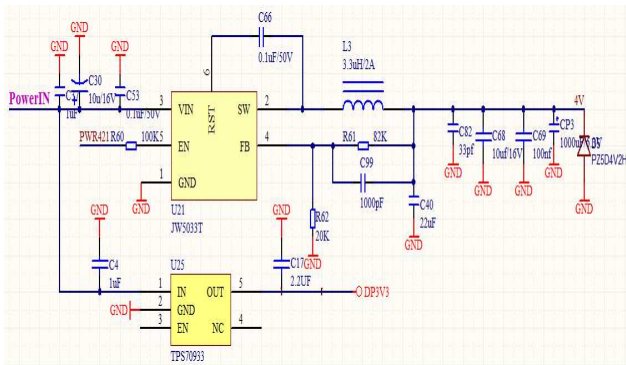 C66
GND
GND
GND
0.1uF/50V
L3
3.3uH/2A
C30
10u/16V
C53
PowerIN
0.1uF/50V
1uF
3
VIN
RST
6
SW
2
4V
PWR421
R60
100K
5
EN
FB
4
R61
82K
C82
33pf
C68
10uf/16V
C69
100nf
CP3
1000uf
PZ5D4V2H
1
GND
C99
1000pF
GND
U21
JW5033T
GND
GND
R62
20K
C40
22uF
GND
GND
GND
GND
GND
GND
GND
C4
1uF
U25
C17
2.2UF
1
IN
OUT
5
DP3V3
GND
2
GND
3
EN
NC
4
TPS70933